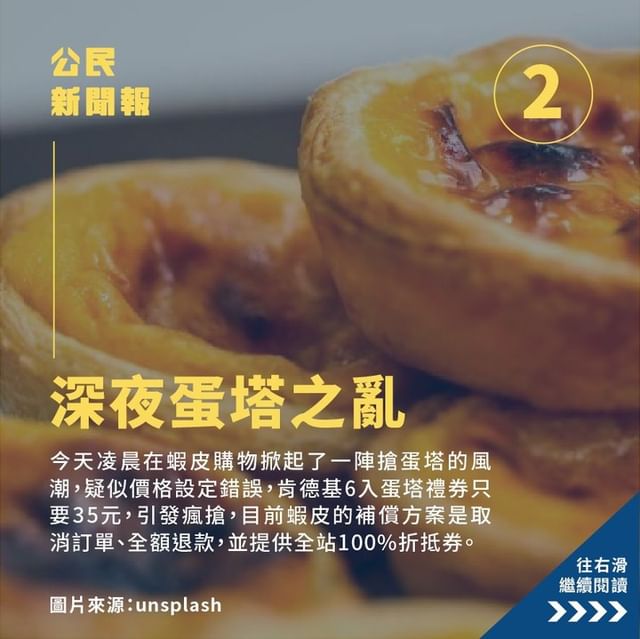 公民
新聞報
2
深夜蛋塔之亂
今天凌晨在蝦皮購物掀起了一陣搶蛋塔的風
潮,疑似價格設定錯誤,肯德基6入蛋塔禮券只
要35元,引發瘋搶,目前蝦皮的補償方案是取
消訂單、全額退款,並提供全站100%折抵券。
圖片來源:unsplash
往右滑
繼續閱讀